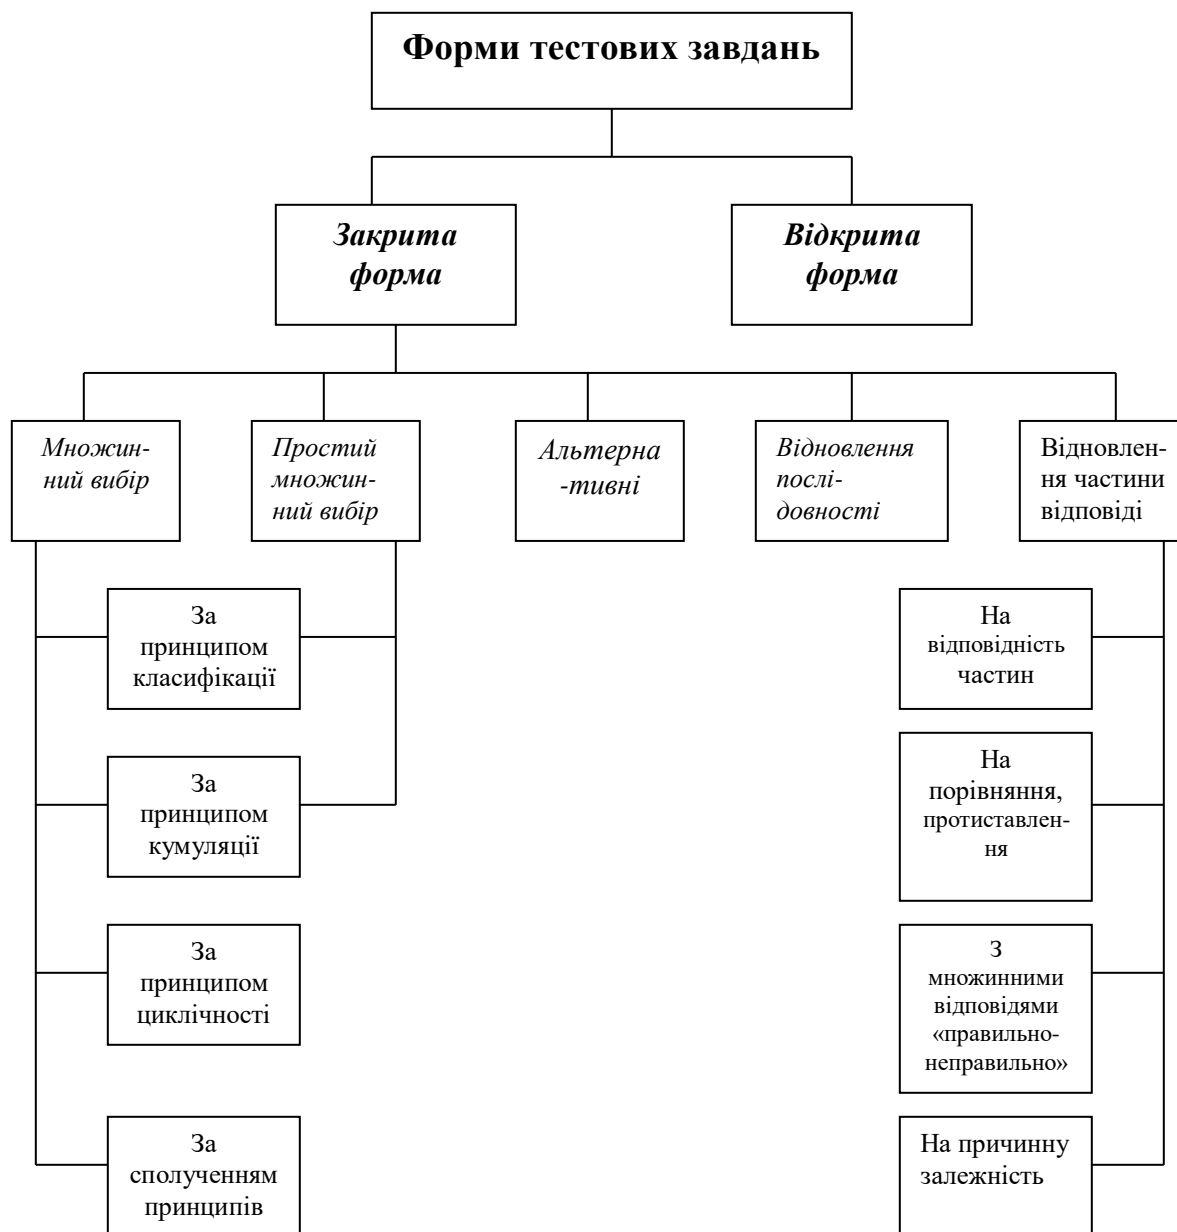 Форми тестових завдань
Закрита
форма
Відкрита
форма
Множин-
ний вибір
Простий
множин-
ний вибір
Альтерна
-тивні
Відновлення
послі-
довності
Відновлен-
ня частини
відповіді
За
принципом
класифікації
На
відповідність
частин
За
принципом
кумуляції
На
порівняння,
протиставлен-
ня
За
принципом
циклічності
З
множинними
відповідями
«правильно-
неправильно»
За
сполученням
принципів
На причинну
залежність